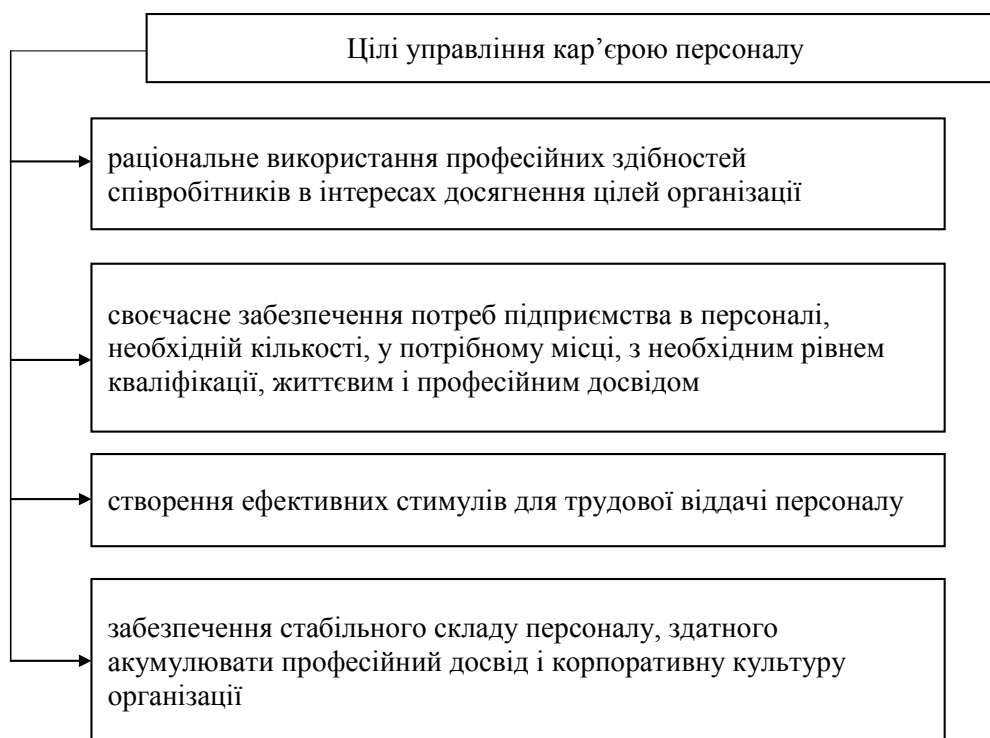 Цілі управління кар’єрою персоналу
раціональне використання професійних здібностей
співробітників в інтересах досягнення цілей організації
своєчасне забезпечення потреб підприємства в персоналі,
необхідній кількості, у потрібному місці, з необхідним рівнем
кваліфікації, життєвим і професійним досвідом
створення ефективних стимулів для трудової віддачі персоналу
забезпечення стабільного складу персоналу, здатного
акумулювати професійний досвід і корпоративну культуру
організації